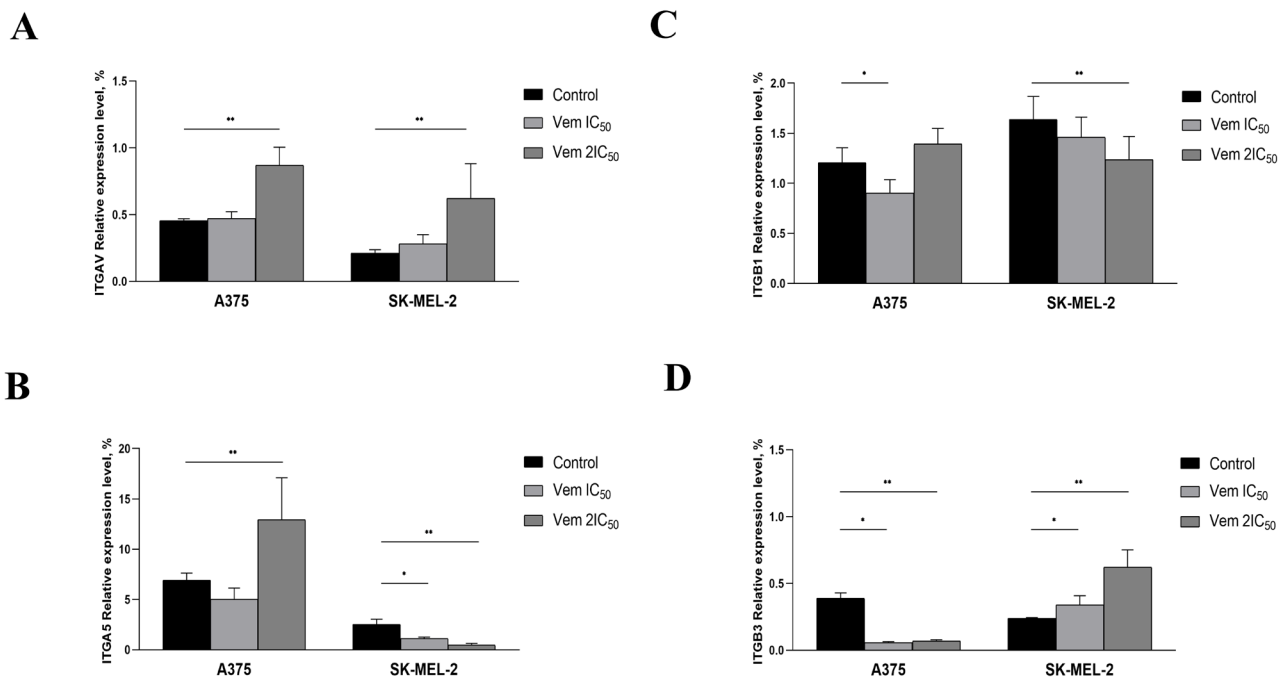 A
ITGAV Relative expression level, %
1.5
1.0
0.5
0.0
**
**
A375
SK-MEL-2
Control
Vem IC50
Vem 2IC50
C
ITGB1 Relative expression level, %
2.0
1.5
1.0
0.5
0.0
*
**
A375
SK-MEL-2
Control
Vem IC50
Vem 2IC50
B
ITGA5 Relative expression level, %
20
15
10
5
0
**
**
*
A375
SK-MEL-2
Control
Vem IC50
Vem 2IC50
D
ITGB3 Relative expression level, %
1.5
1.0
0.5
0.0
**
*
**
*
A375
SK-MEL-2
Control
Vem IC50
Vem 2IC50